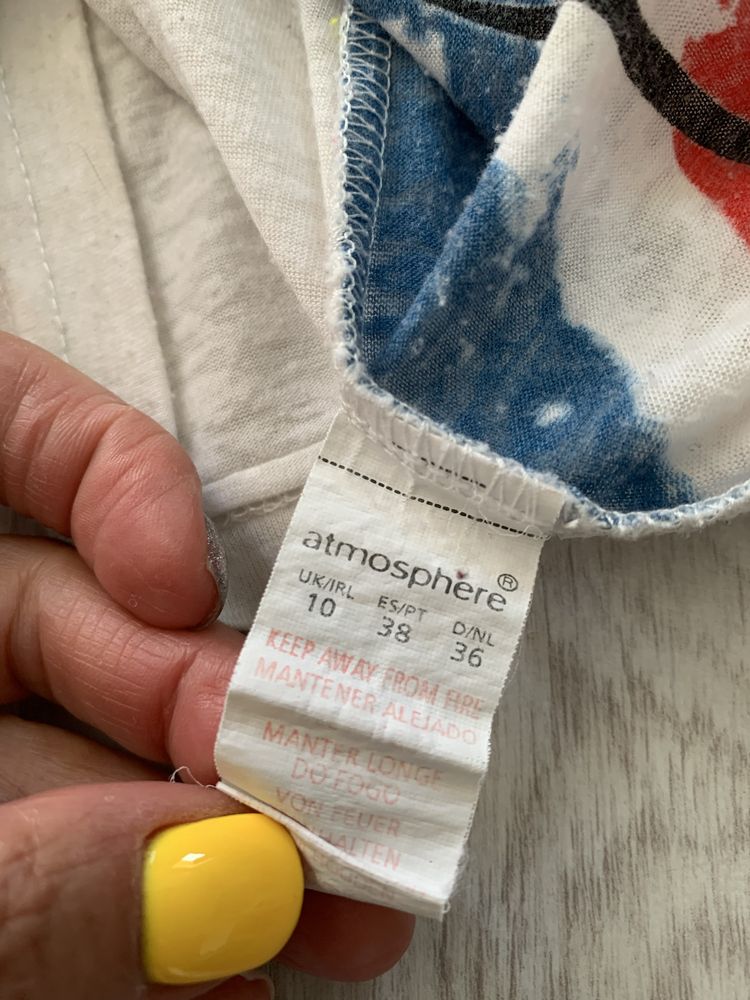 atmosphere®
UK/IRL ES/PT D/NL
10 38 36
KEEP AWAY FROM FIRE
MANTENER ALEJADO
MANTER LONGE
DO FOGO
VON FEUER